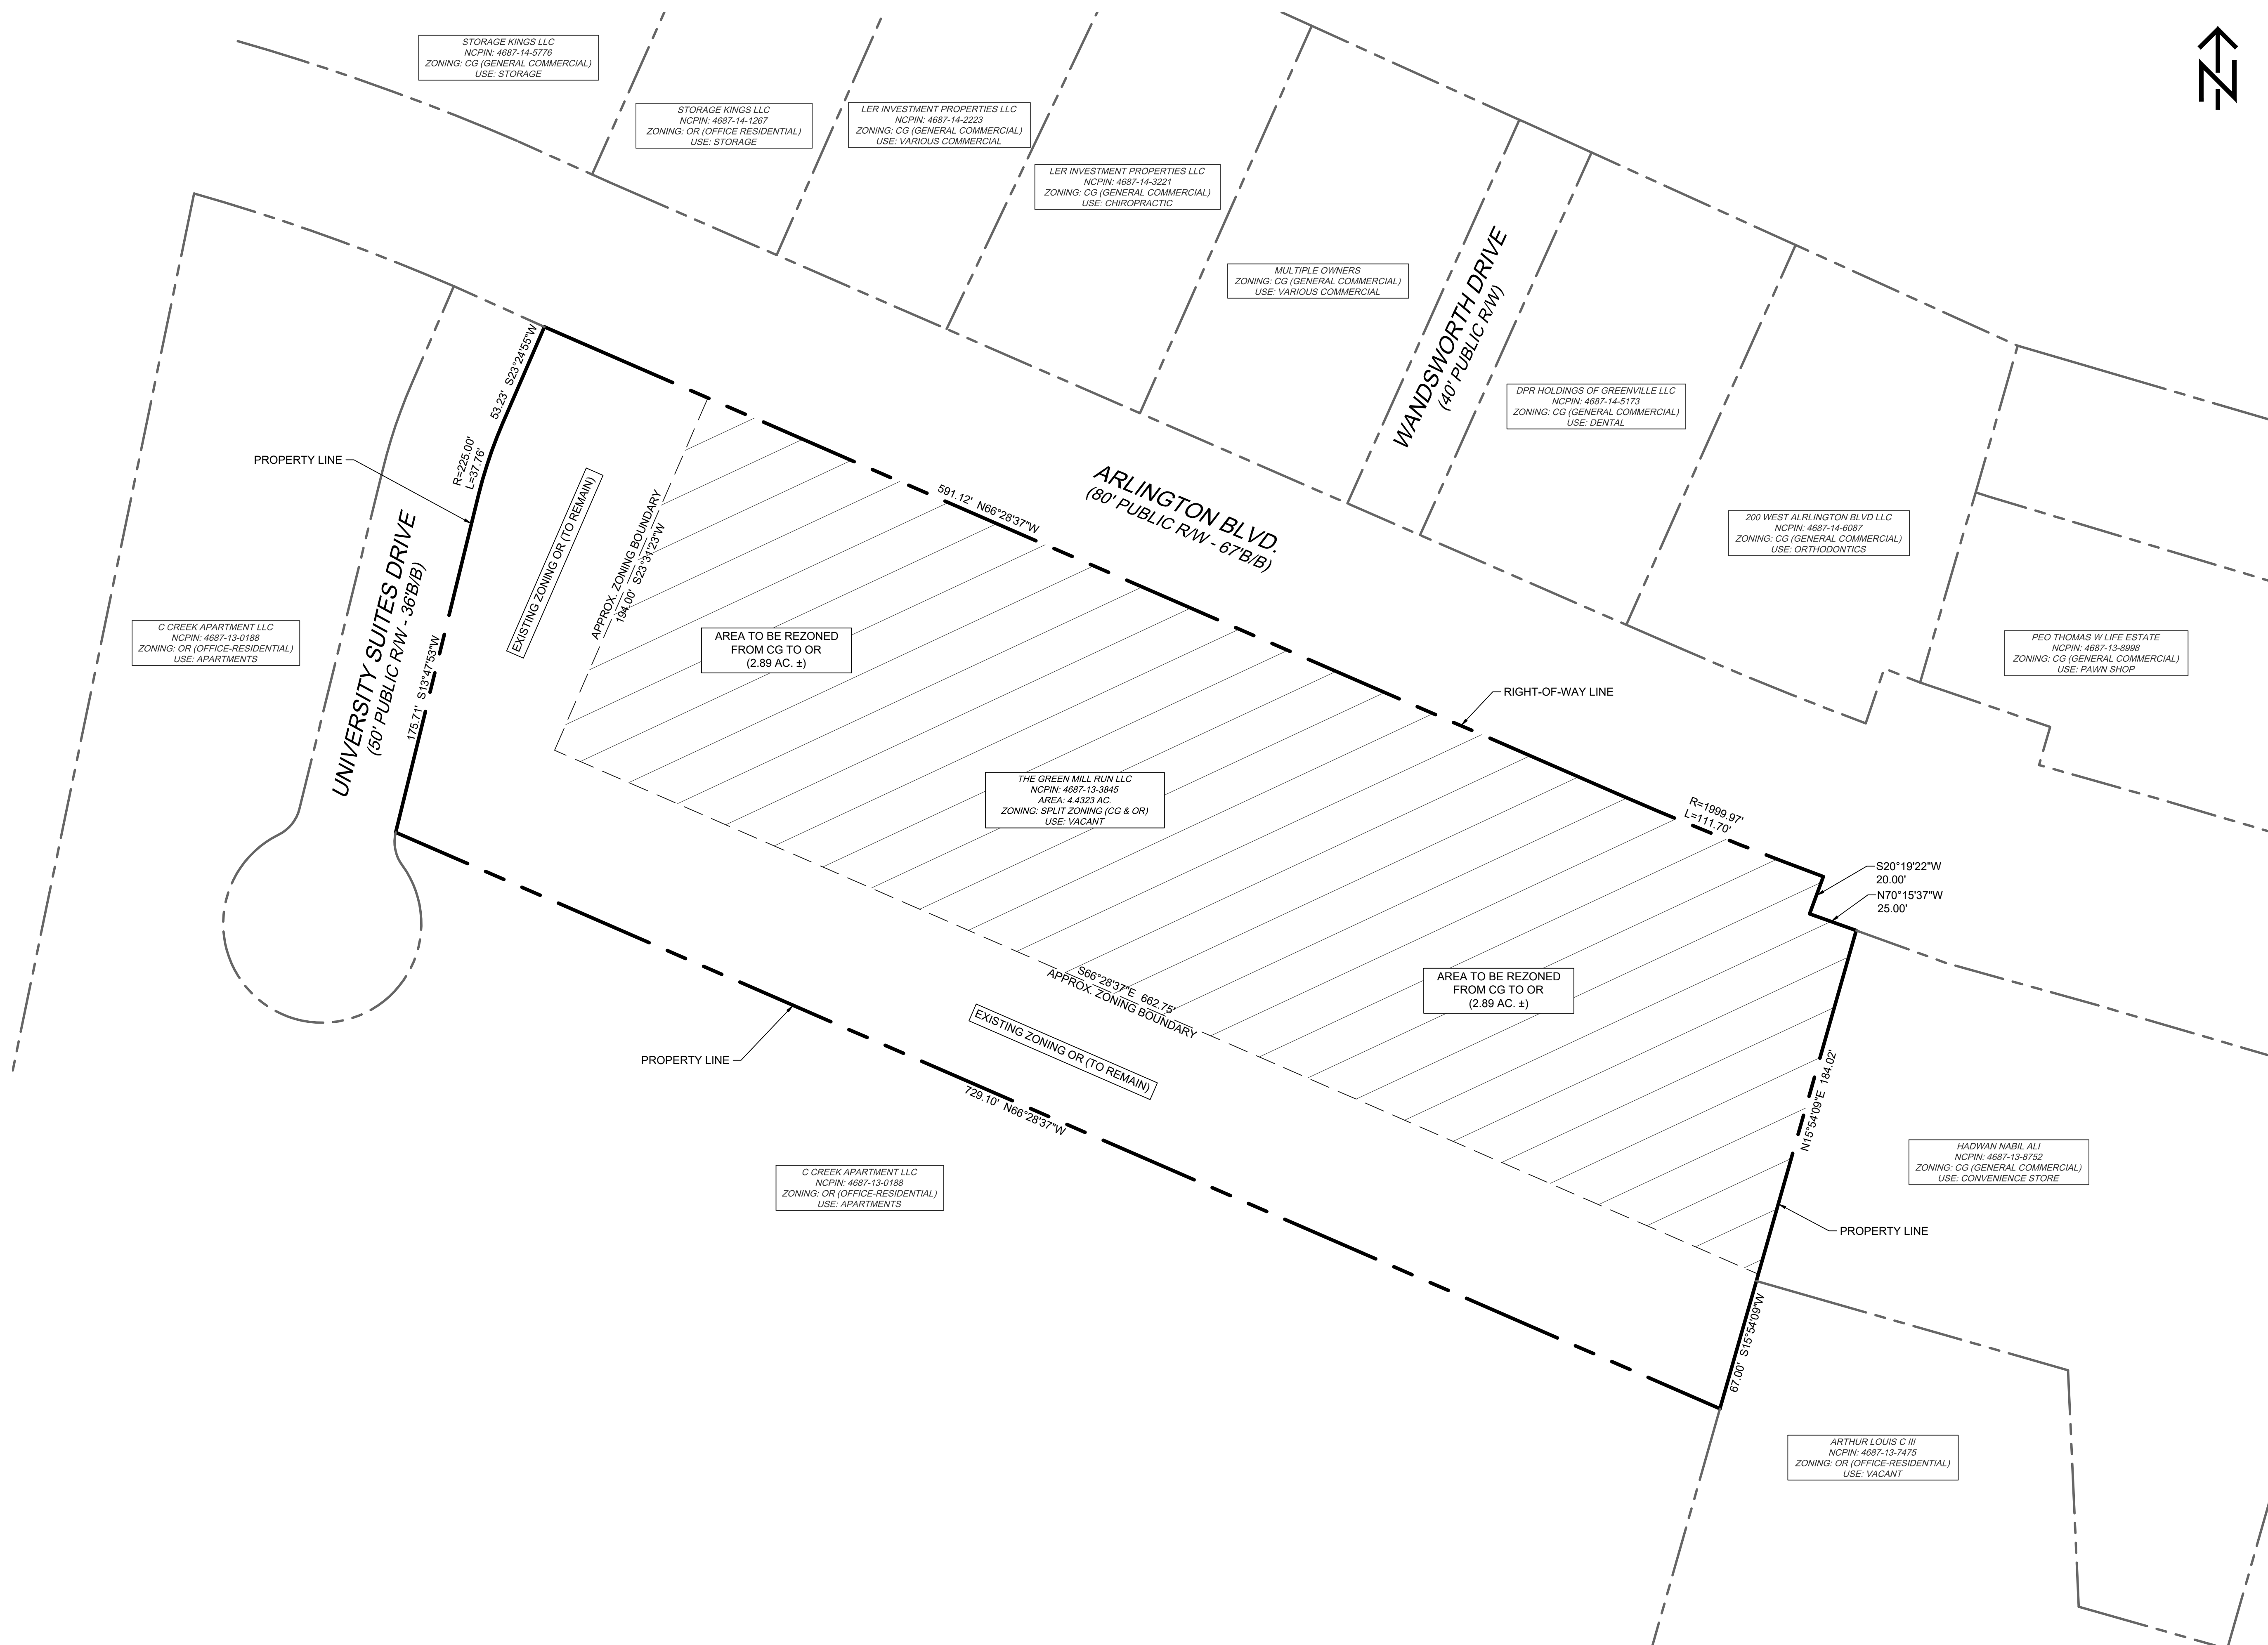 STORAGE KINGS LLC
NCPIN: 4687-14-5776
ZONING: CG (GENERAL COMMERCIAL)
USE: STORAGE
STORAGE KINGS LLC
NCPIN: 4687-14-1267
ZONING: OR (OFFICE RESIDENTIAL)
USE: STORAGE
LER INVESTMENT PROPERTIES LLC
NCPIN: 4687-14-2223
ZONING: CG (GENERAL COMMERCIAL)
USE: VARIOUS COMMERCIAL
LER INVESTMENT PROPERTIES LLC
NCPIN: 4687-14-3221
ZONING: CG (GENERAL COMMERCIAL)
USE: CHIROPRACTIC
MULTIPLE OWNERS
ZONING: CG (GENERAL COMMERCIAL)
USE: VARIOUS COMMERCIAL
WANDSWORTH DRIVE
(40' PUBLIC R/W)
DPR HOLDINGS OF GREENVILLE LLC
NCPIN: 4687-14-5173
ZONING: CG (GENERAL COMMERCIAL)
USE: DENTAL
200 WEST ALRLINGTON BLVD LLC
NCPIN: 4687-14-6087
ZONING: CG (GENERAL COMMERCIAL)
USE: ORTHODONTICS
PEO THOMAS W LIFE ESTATE
NCPIN: 4687-13-8998
ZONING: CG (GENERAL COMMERCIAL)
USE: PAWN SHOP
N
53.23' S23°24'55"W
R=225.00'
L=37.76'
PROPERTY LINE
175.71' S13°47'53"W
UNIVERSITY SUITES DRIVE
(50' PUBLIC R/W - 36'B/B)
C CREEK APARTMENT LLC
NCPIN: 4687-13-0188
ZONING: OR (OFFICE-RESIDENTIAL)
USE: APARTMENTS
EXISTING ZONING OR (TO REMAIN)
APPROX. ZONING BOUNDARY
194.00' S23°31'23"W
591.12' N66°28'37"W
ARLINGTON BLVD.
(80' PUBLIC R/W - 67'B/B)
AREA TO BE REZONED
FROM CG TO OR
(2.89 AC. ±)
RIGHT-OF-WAY LINE
THE GREEN MILL RUN LLC
NCPIN: 4687-13-3845
AREA: 4.4323 AC.
ZONING: SPLIT ZONING (CG & OR)
USE: VACANT
R=1999.97'
L=111.70'
S20°19'22"W
20.00'
N70°15'37"W
25.00'
S66°28'37"E 662.75'
APPROX. ZONING BOUNDARY
AREA TO BE REZONED
FROM CG TO OR
(2.89 AC. ±)
EXISTING ZONING OR (TO REMAIN)
PROPERTY LINE
729.10' N66°28'37"W
N15°54'09"E 184.02'
HADWAN NABIL ALI
NCPIN: 4687-13-8752
ZONING: CG (GENERAL COMMERCIAL)
USE: CONVENIENCE STORE
PROPERTY LINE
C CREEK APARTMENT LLC
NCPIN: 4687-13-0188
ZONING: OR (OFFICE-RESIDENTIAL)
USE: APARTMENTS
67.00' S15°54'09"W
ARTHUR LOUIS C III
NCPIN: 4687-13-7475
ZONING: OR (OFFICE-RESIDENTIAL)
USE: VACANT